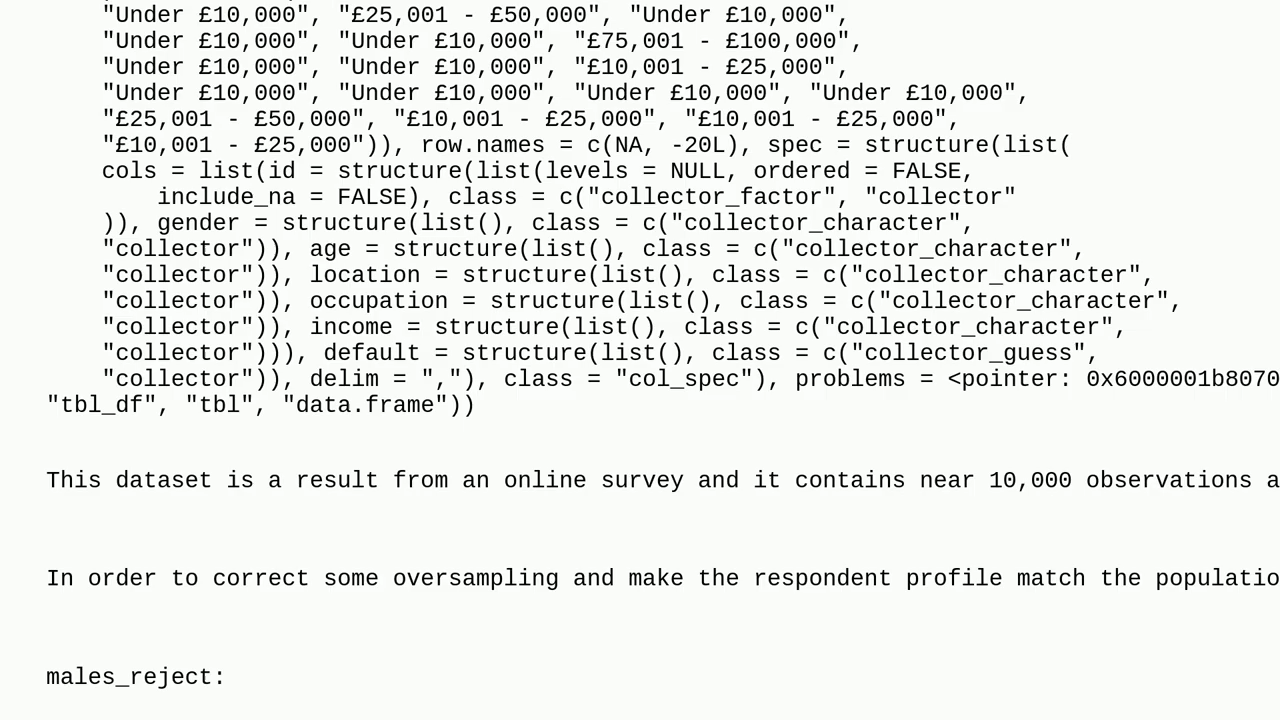 "Under £10,000", "£25,001 - £50,000", "Under £10,000",
"Under £10,000", "Under £10,000", "£75,001 - £100,000",
"Under £10,000", "Under £10,000", "£10,001 - £25,000",
"Under £10,000", "Under £10,000", "Under £10,000", "Under £10,000",
"£25,001 - £50,000", "£10,001 - £25,000", "£10,001 - £25,000",
"£10,001 - £25,000")), row.names = c(NA, -20L), spec = structure(list(
cols = list(id = structure(list(levels = NULL, ordered = FALSE,
include_na = FALSE), class = c("collector_factor", "collector"
)), gender = structure(list(), class = c("collector_character",
"collector")), age = structure(list(), class = c("collector_character",
"collector")), location = structure(list(), class = c("collector_character",
"collector")), occupation = structure(list(), class = c("collector_character",
"collector")), income = structure(list(), class = c("collector_character",
"collector"))), default = structure(list(), class = c("collector_guess",
"collector")), delim = ","), class = "col_spec"), problems = <pointer: 0x6000001b8070
"tbl_df", "tbl", "data.frame"))
This dataset is a result from an online survey and it contains near 10,000 observations a
In order to correct some oversampling and make the respondent profile match the populatio
males_reject: